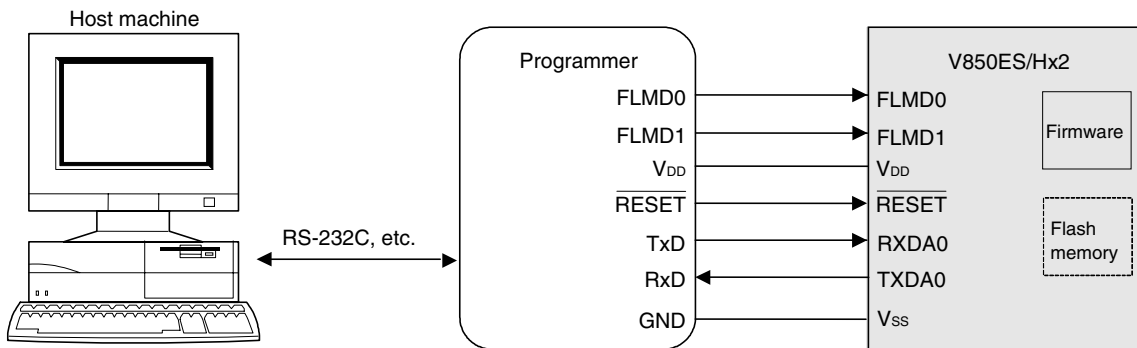 Host machine
RS-232C, etc.
Programmer
FLMD0
FLMD1
VDD
RESET
TxD
RxD
GND
V850ES/Hx2
FLMD0
FLMD1
VDD
RESET
RXDA0
TXDA0
VSS
Firmware
Flash
memory